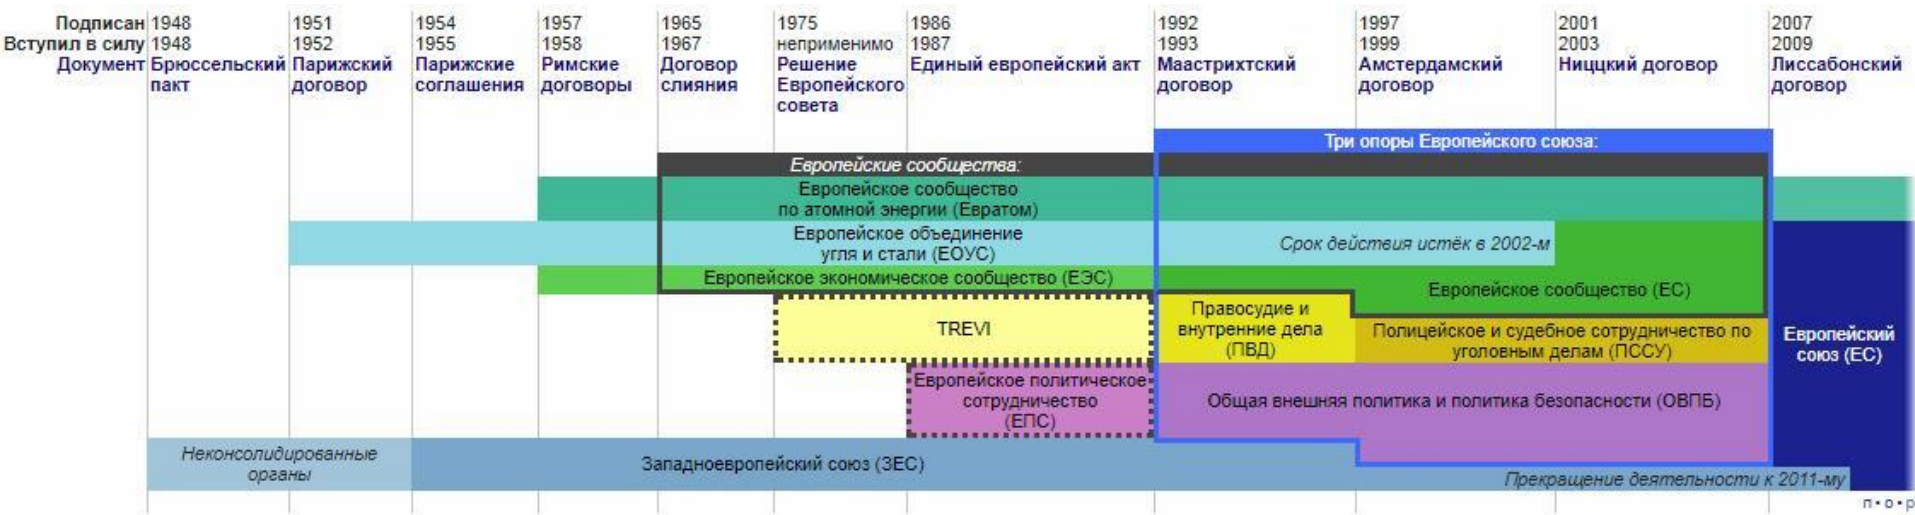 Подписан 1948 1951 1954 1957 1965 1975 1986 1992 1997 2001 2007
Вступил в силу 1948 1952 1955 1958 1967 неприменимо 1987 1993 1999 2003 2009
Документ Брюссельский Парижский Парижские Римские Договор Решение Единый европейский акт Маастрихтский Амстердамский Ниццкий договор Лиссабонский
пакт договор соглашения договоры слияния Европейского договор договор договор
совета
Три опоры Европейского союза:
Европейские сообщества:
Европейское сообщество
по атомной энергии (Евратом)
Европейское объединение
угля и стали (ЕОУС)
Срок действия истёк в 2002-м
Европейское экономическое сообщество (ЕЭС)
Европейское сообщество (ЕС)
TREVI
Правосудие и
внутренние дела
(ПВД)
Полицейское и судебное сотрудничество по
уголовным делам (ПССУ)
Европейский
союз (ЕС)
Европейское политическое
сотрудничество
(ЕПС)
Общая внешняя политика и политика безопасности (ОВПБ)
Неконсолидированные
органы
Западноевропейский союз (ЗЕС)
Прекращение деятельности к 2011-му
п • о • р